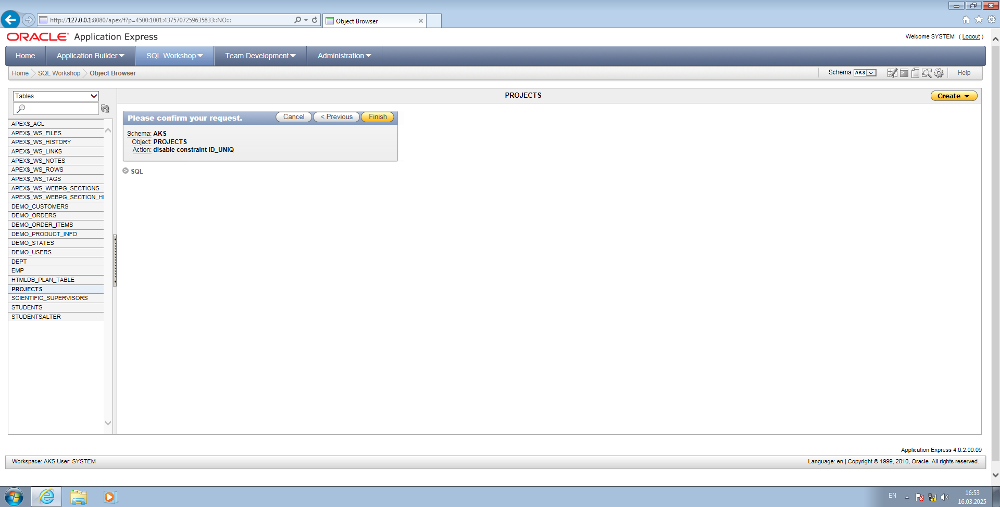 http://127.0.0.1:8080/apex/f?p=4500:1001:4375707259635833::NO:::
Object Browser
ORACLE Application Express
Welcome SYSTEM ( Logout )
Home
Application Builder
SQL Workshop
Team Development
Administration
Home
SQL Workshop
Object Browser
Schema AKS
Help
Tables
PROJECTS
Create
Please confirm your request.
Cancel
< Previous
Finish
Schema: AKS
Object: PROJECTS
Action: disable constraint ID_UNIQ
SQL
APEX$_ACL
APEX$_WS_FILES
APEX$_WS_HISTORY
APEX$_WS_LINKS
APEX$_WS_NOTES
APEX$_WS_ROWS
APEX$_WS_TAGS
APEX$_WS_WEBPG_SECTIONS
APEX$_WS_WEBPG_SECTION_HI
DEMO_CUSTOMERS
DEMO_ORDERS
DEMO_ORDER_ITEMS
DEMO_PRODUCT_INFO
DEMO_STATES
DEMO_USERS
DEPT
EMP
HTMLDB_PLAN_TABLE
PROJECTS
SCIENTIFIC_SUPERVISORS
STUDENTS
STUDENTSALTER
Application Express 4.0.2.00.09
Workspace: AKS User: SYSTEM
Language: en | Copyright © 1999, 2010, Oracle. All rights reserved.
EN
16:53
16.03.2025